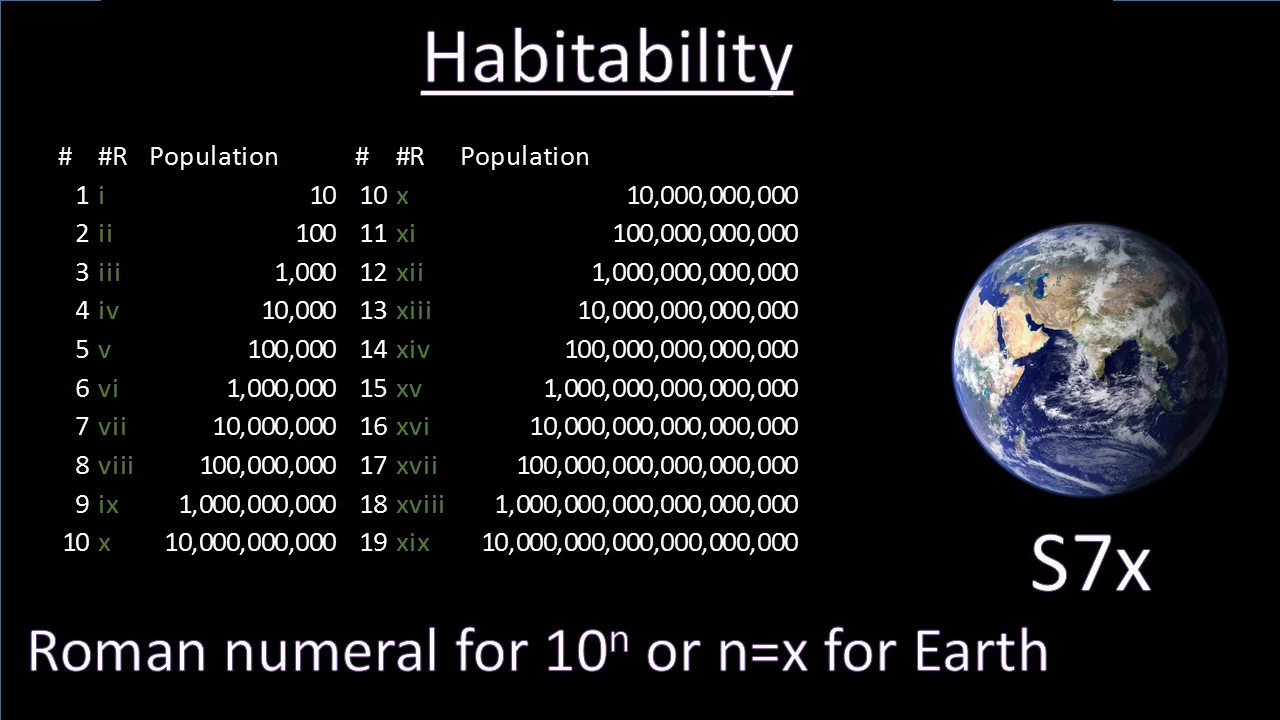 Habitability
# #R Population # #R Population
1 i 10 10 x 10,000,000,000
2 ii 100 11 xi 100,000,000,000
3 iii 1,000 12 xii 1,000,000,000,000
4 iv 10,000 13 xiii 10,000,000,000,000
5 v 100,000 14 xiv 100,000,000,000,000
6 vi 1,000,000 15 xv 1,000,000,000,000,000
7 vii 10,000,000 16 xvi 10,000,000,000,000,000
8 viii 100,000,000 17 xvii 100,000,000,000,000,000
9 ix 1,000,000,000 18 xviii 1,000,000,000,000,000,000
10 x 10,000,000,000 19 xix 10,000,000,000,000,000,000
S7x
Roman numeral for 10ⁿ or n=x for Earth